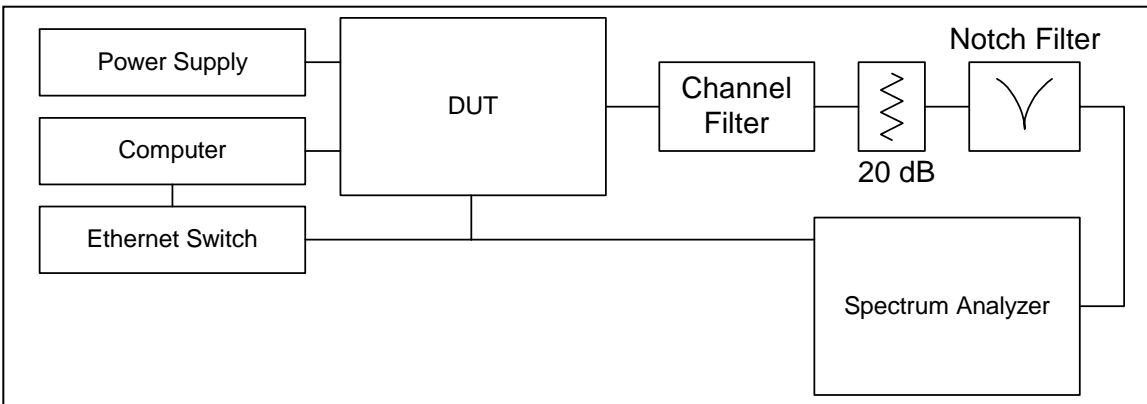 Power Supply
DUT
Channel
Filter
Notch Filter
20 dB
Computer
Ethernet Switch
Spectrum Analyzer